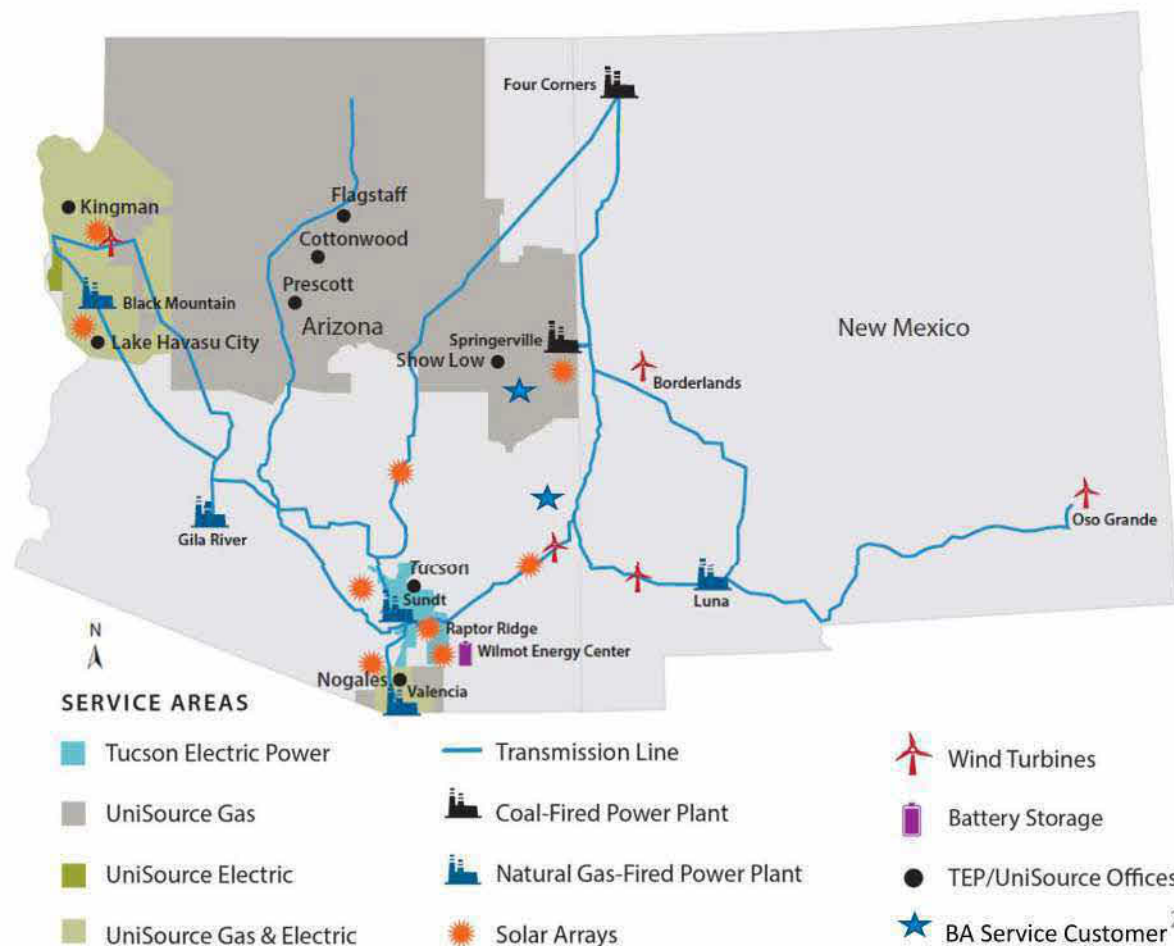 Four Corners
Kingman
Flagstaff
Cottonwood
Prescott
Black Mountain
Arizona
New Mexico
Lake Havasu City
Springerville
Show Low
Borderlands
Gila River
Oso Grande
Tucson
Sundt
Luna
Raptor Ridge
Wilmot Energy Center
N
Nogales
Valencia
SERVICE AREAS
Tucson Electric Power
UniSource Gas
UniSource Electric
UniSource Gas & Electric
Transmission Line
Coal-Fired Power Plant
Natural Gas-Fired Power Plant
Solar Arrays
Wind Turbines
Battery Storage
TEP/UniSource Offices
BA Service Customer